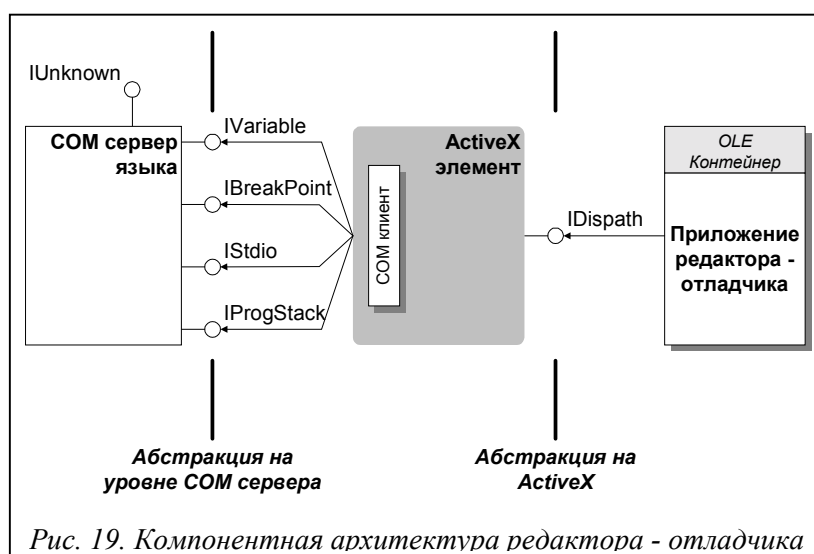 IUnknown
COM сервер
языка
IVariable
IBreakPoint
IStdio
IProgStack
ActiveX
элемент
COM клиент
IDispath
OLE
Контейнер
Приложение
редактора -
отладчика
Абстракция на
уровне COM сервера
Абстракция на
ActiveX
Рис. 19. Компонентная архитектура редактора - отладчика